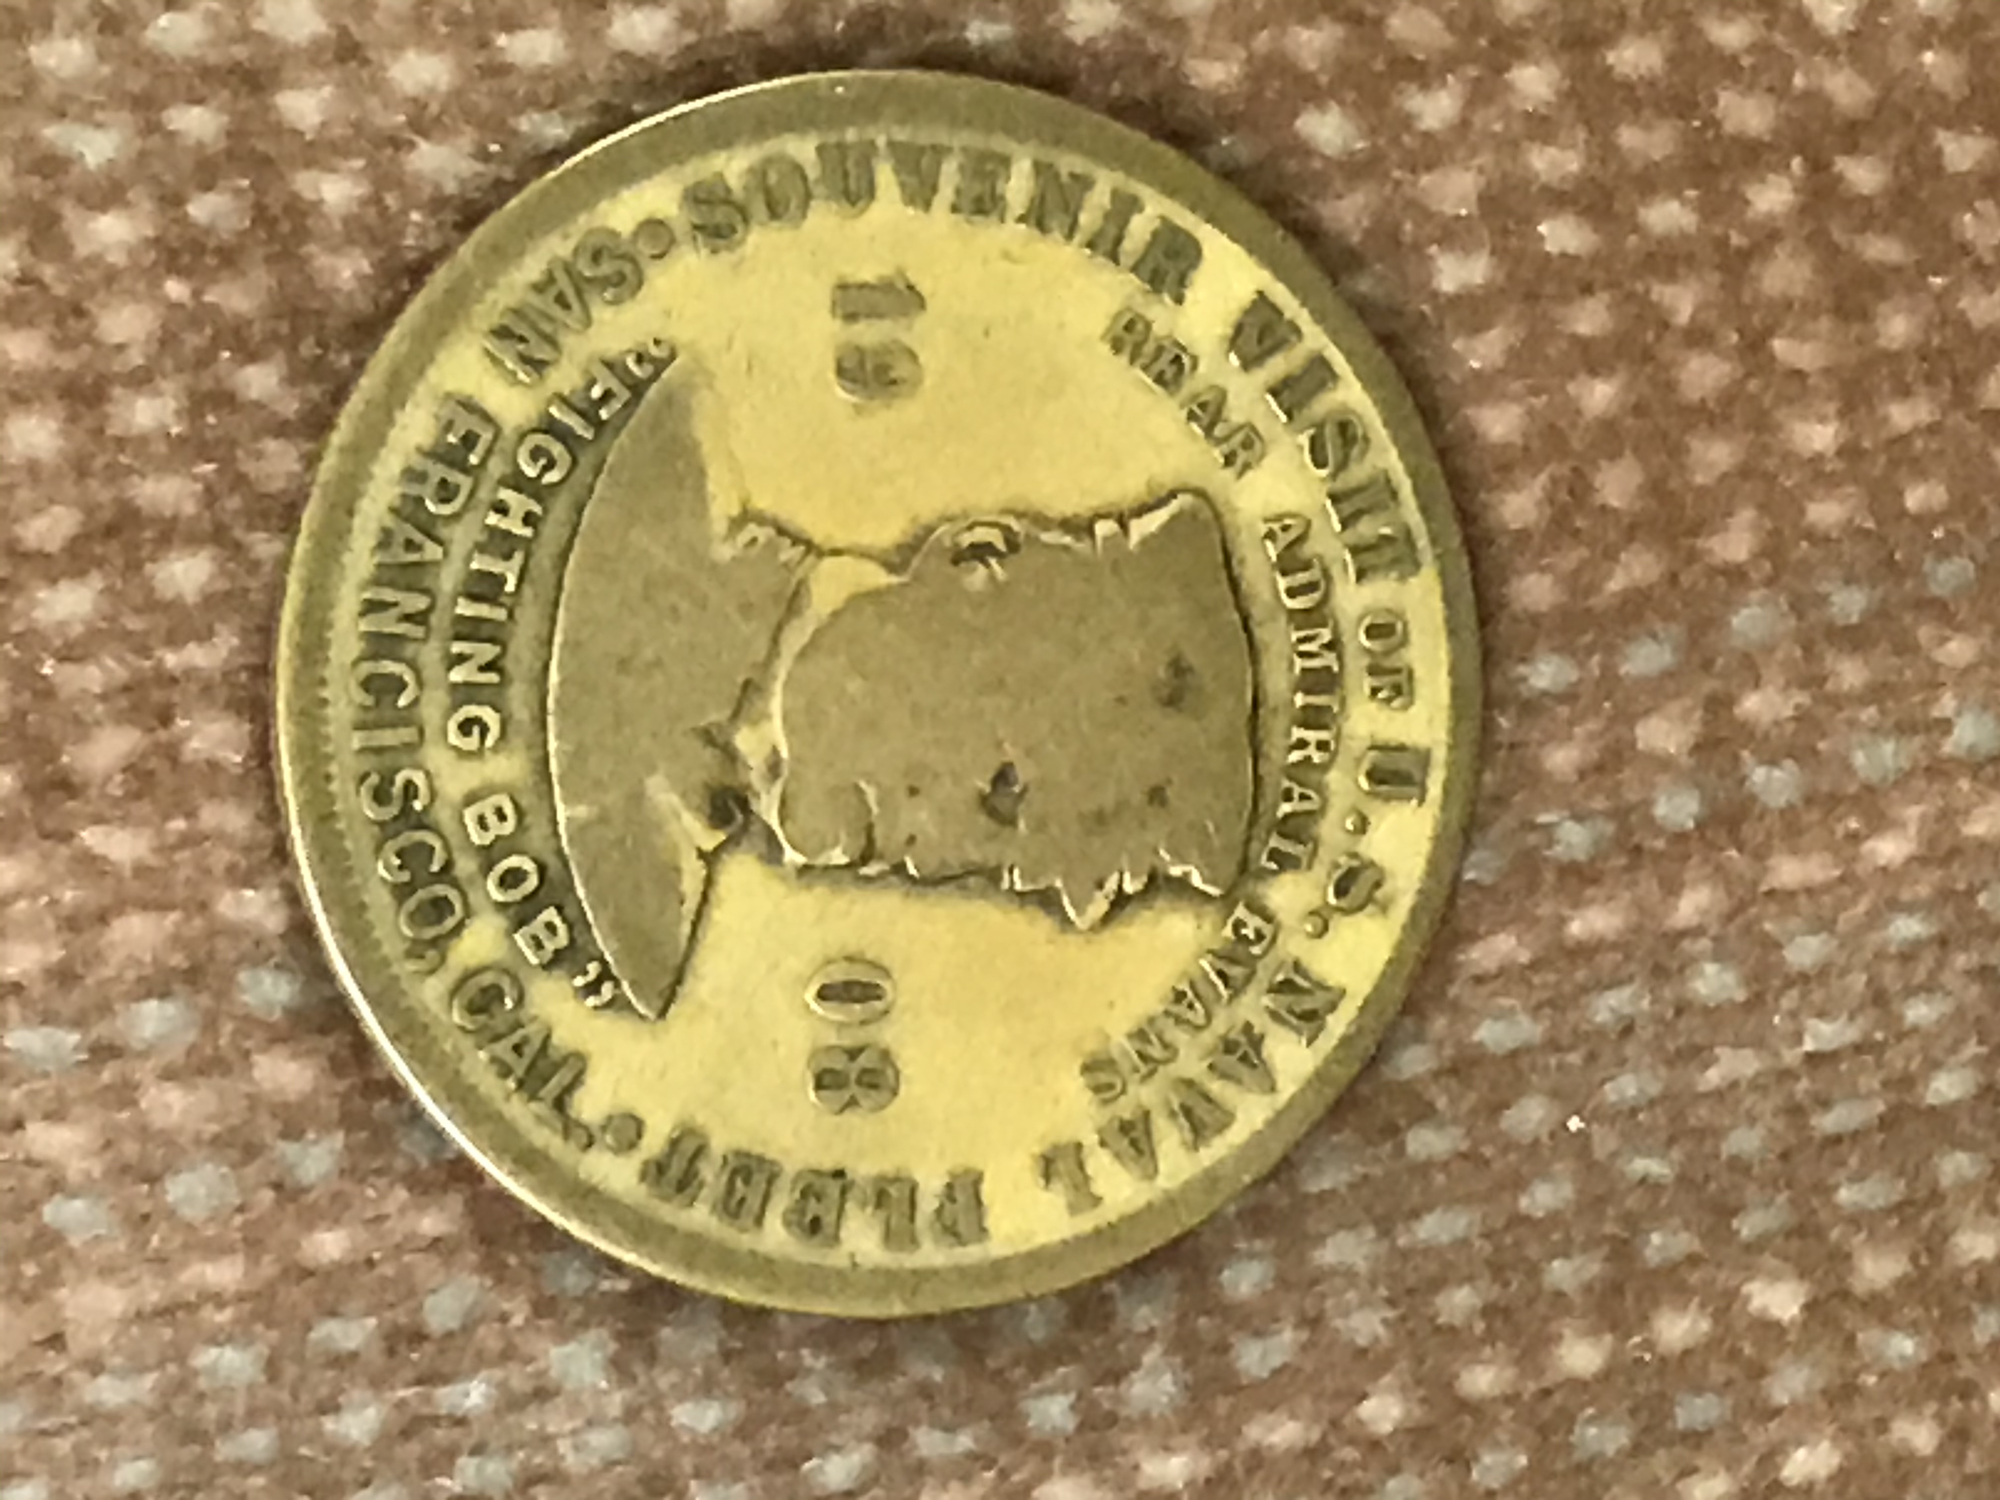 • SOUVENIR VISIT OF U.S. NAVAL FLEET •
REAR ADMIRAL EVANS
19 08
"FIGHTING BOB"
SAN FRANCISCO, CAL.